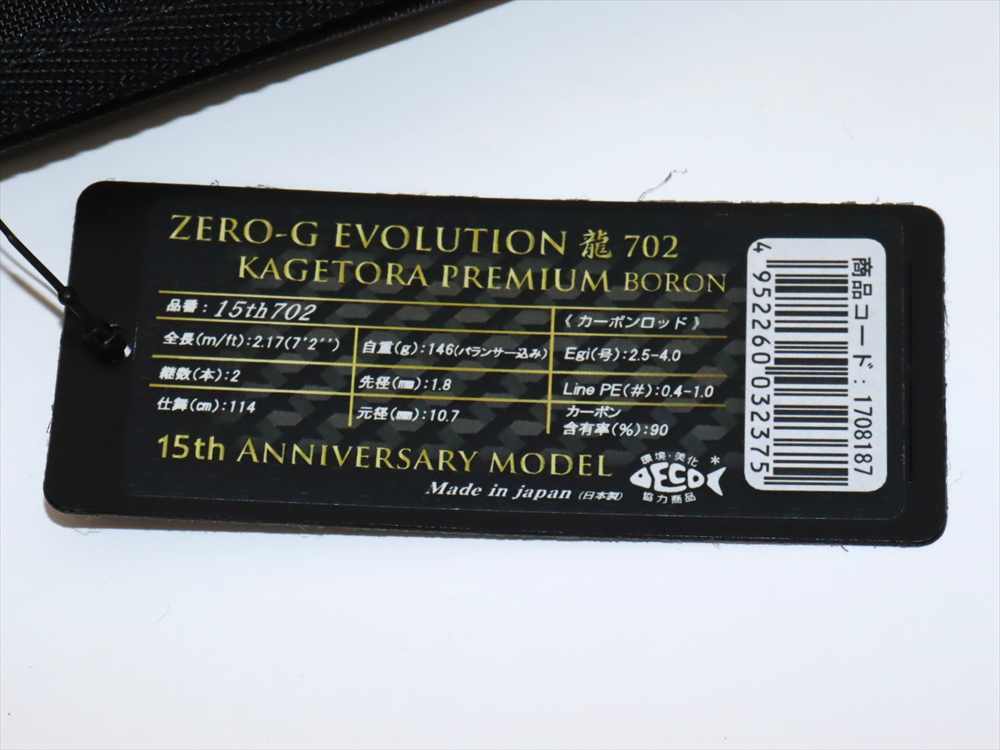 ZERO-G EVOLUTION 龍 702
KAGETORA PREMIUM BORON
品番:15th702
《カーボンロッド》
全長(m/ft):2.17(7'2'')
自重(g):146(バランサー込み)
Egi(号):2.5-4.0
継数(本):2
先径(㎜):1.8
Line PE(#):0.4-1.0
仕舞(㎝):114
元径(㎜):10.7
カーボン
含有率(%):90
15th ANNIVERSARY MODEL
Made in japan (日本製)
環境・美化
ECO
協力商品
商品コード:1708187
4952260032375